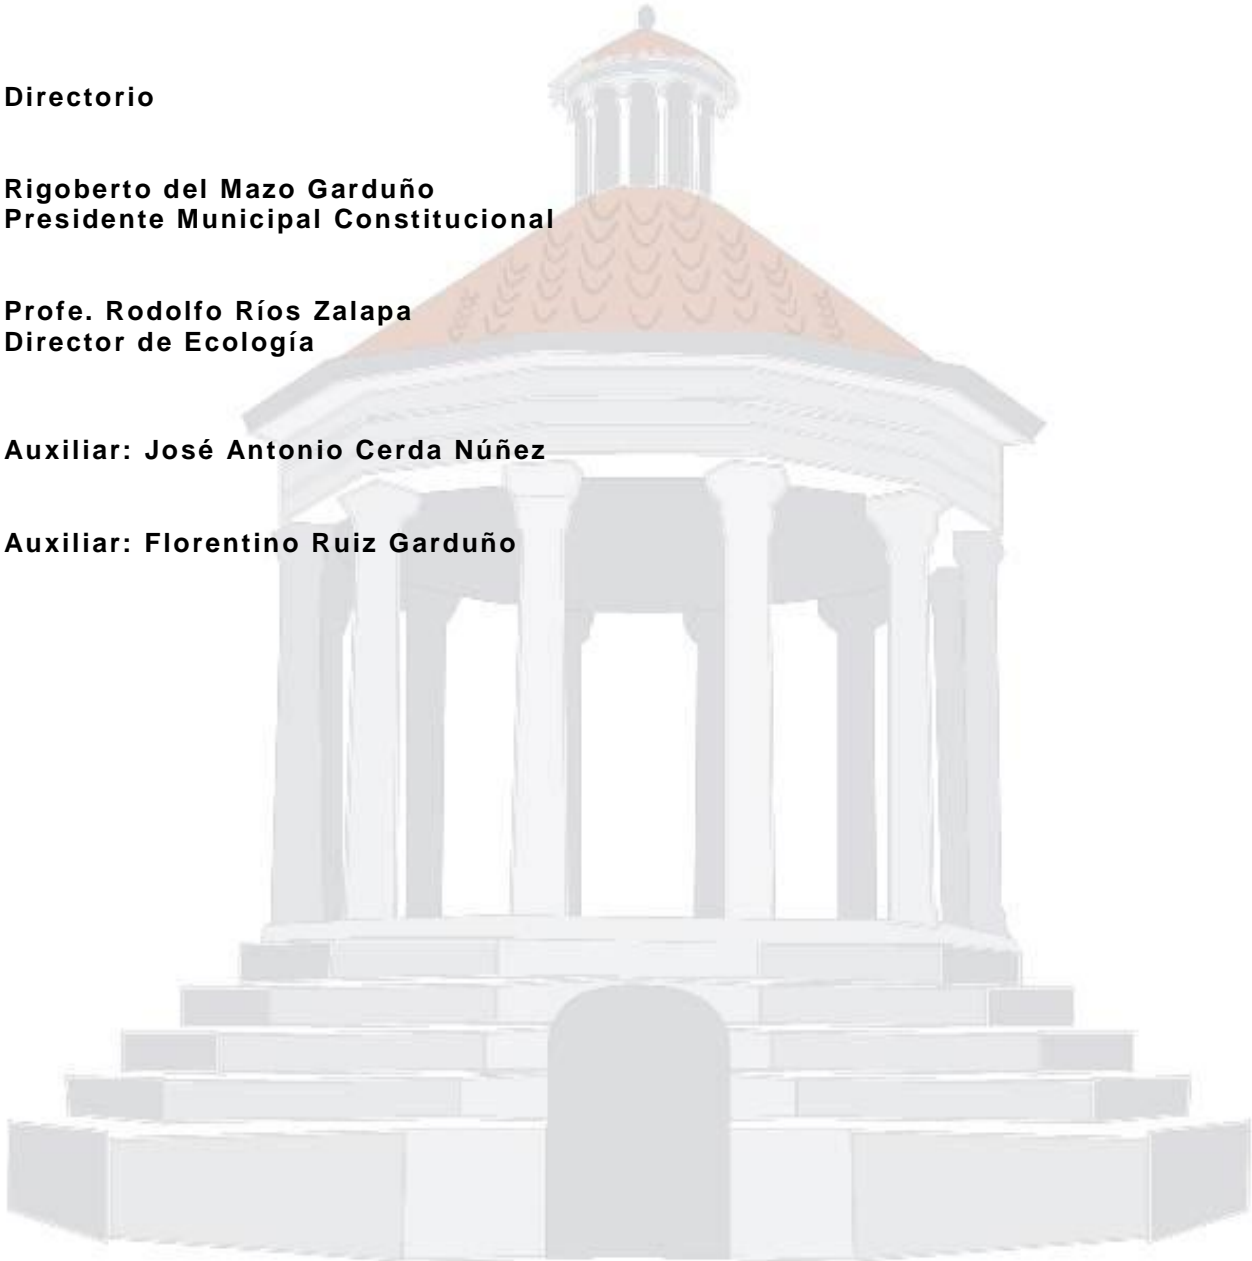 Directorio
Rigoberto del Mazo Garduño
Presidente Municipal Constitucional
Profe. Rodolfo Ríos Zalapa
Director de Ecología
Auxiliar: José Antonio Cerda Núñez
Auxiliar: Florentino Ruiz Garduño